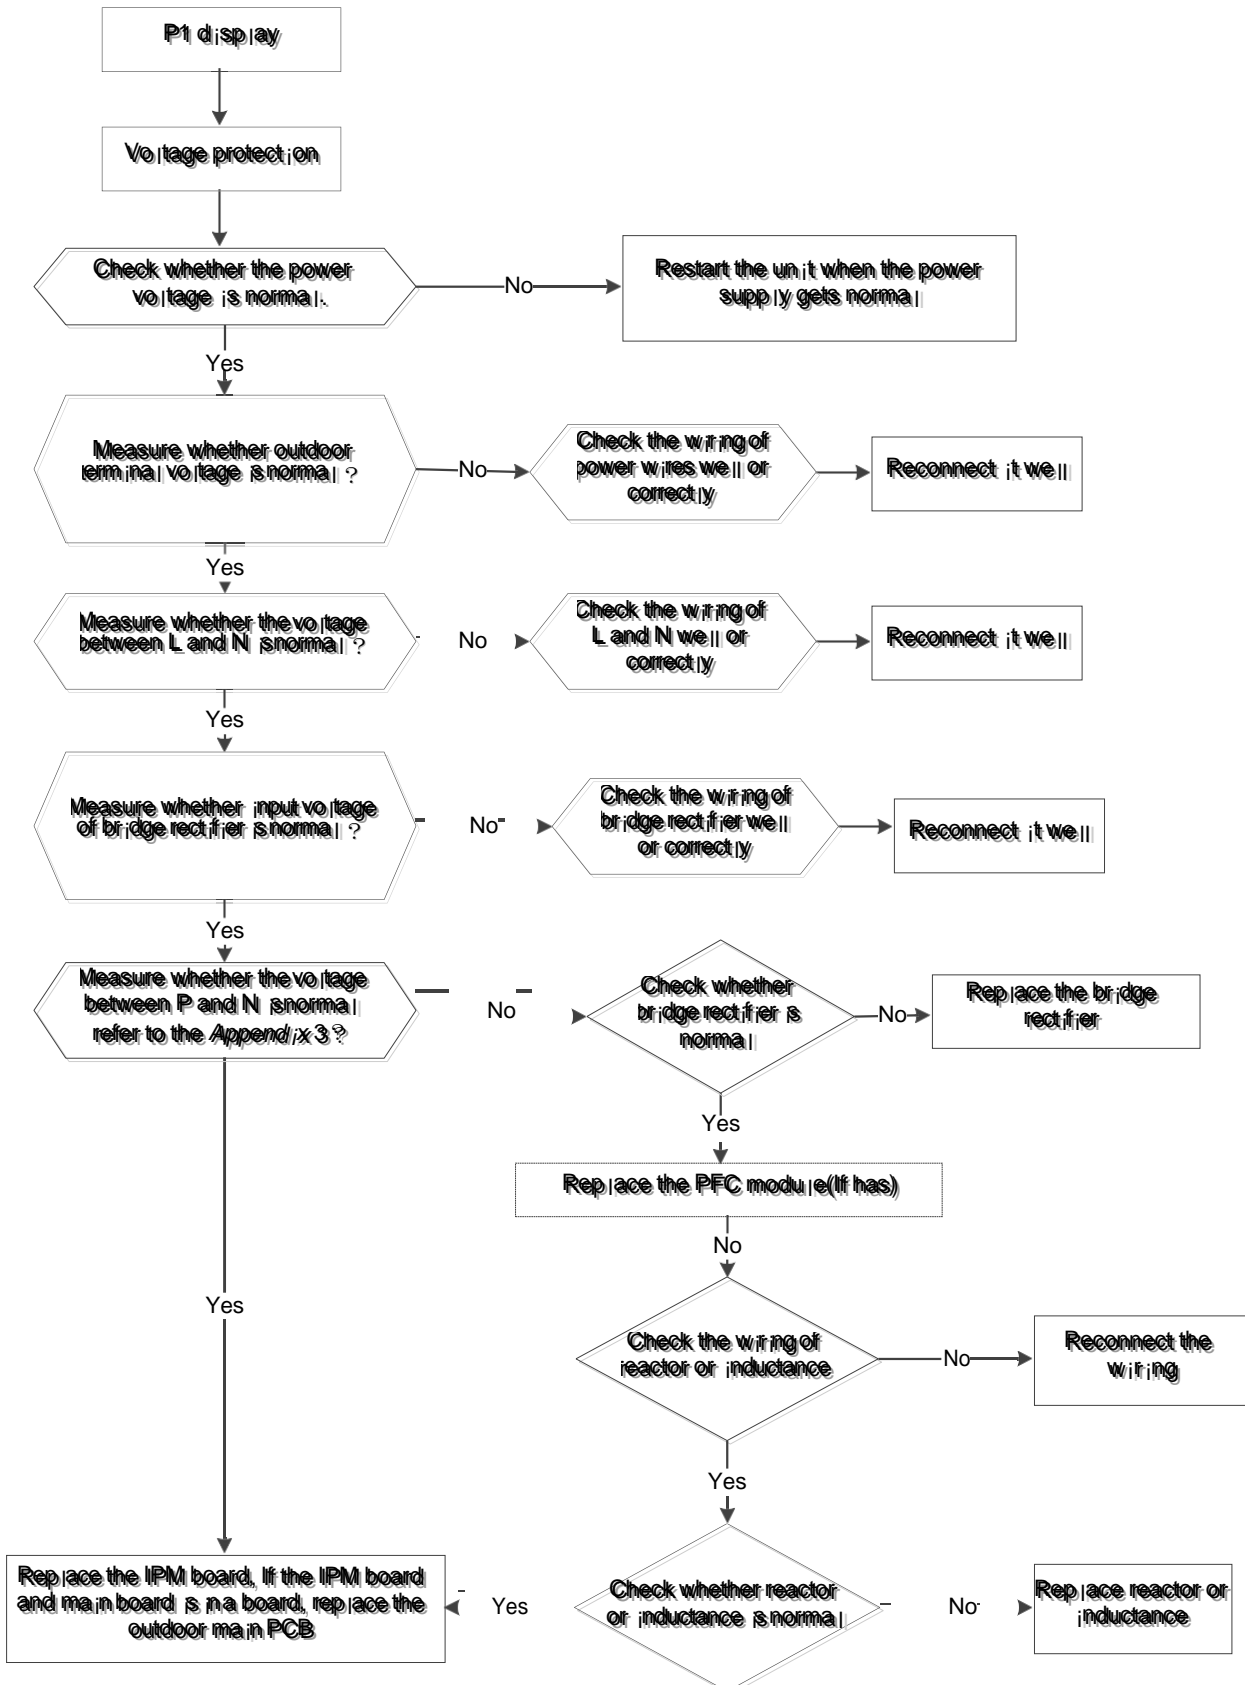 P1 display
Voltage protection
Check whether the power
voltage is normal.
No
Restart the unit when the power
supply gets normal
Yes
Measure whether outdoor
terminal voltage is normal ?
No
Check the wiring of
power wires well or
correctly
Reconnect it well
Yes
Measure whether the voltage
between L and N is normal ?
No
Check the wiring of
L and N well or
correctly
Reconnect it well
Yes
Measure whether input voltage
of bridge rectifier is normal ?
No
Check the wiring of
bridge rectifier well
or correctly
Reconnect it well
Yes
Measure whether the voltage
between P and N is normal
refer to the Appendix 3?
No
Check whether
bridge rectifier is
normal
No
Replace the bridge
rectifier
Yes
Replace the PFC module(If has)
No
Yes
Check the wiring of
reactor or inductance
No
Reconnect the
wiring
Yes
Replace the IPM board, If the IPM board
and main board is in a board, replace the
outdoor main PCB
Yes
Check whether reactor
or inductance is normal
No
Replace reactor or
inductance